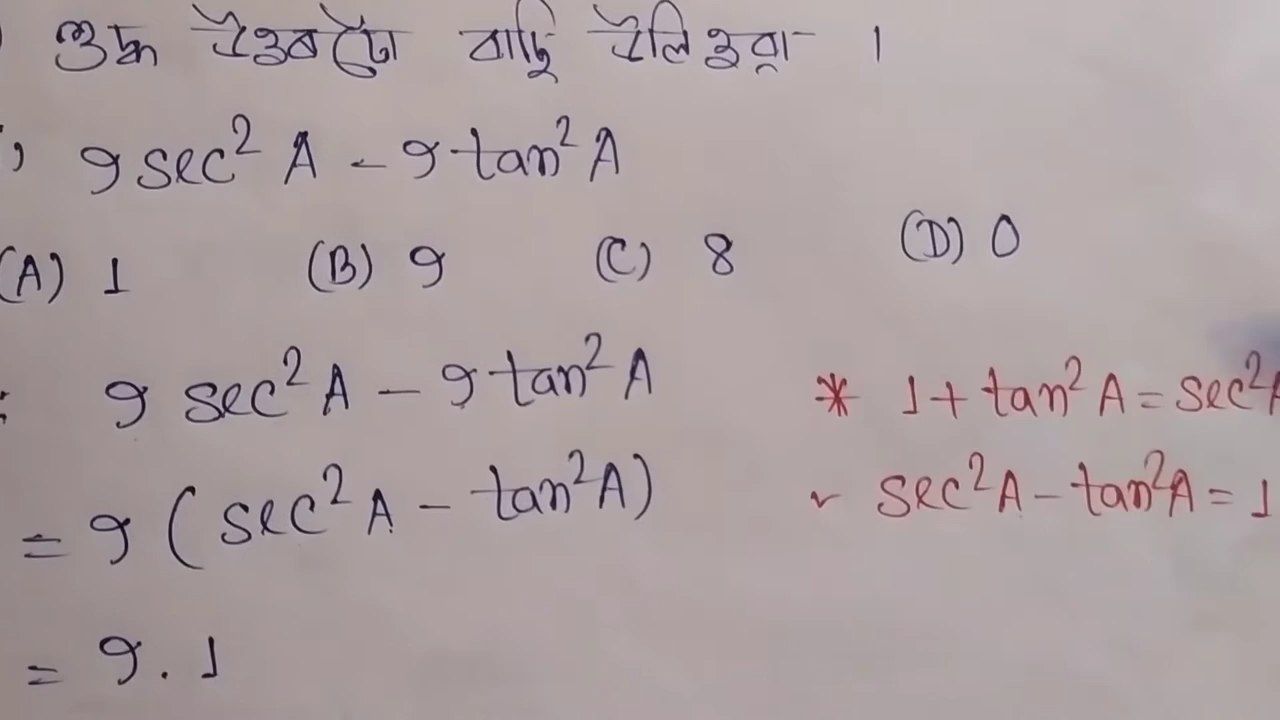 শুদ্ধ উত্তৰটো বাছি উলিওৱা ।
, 9 sec² A - 9 tan² A
(A) 1 (B) 9 (C) 8 (D) 0
: 9 sec² A - 9 tan² A * 1 + tan² A = sec² A
= 9 ( sec² A - tan² A) sec² A - tan² A = 1
= 9 . 1